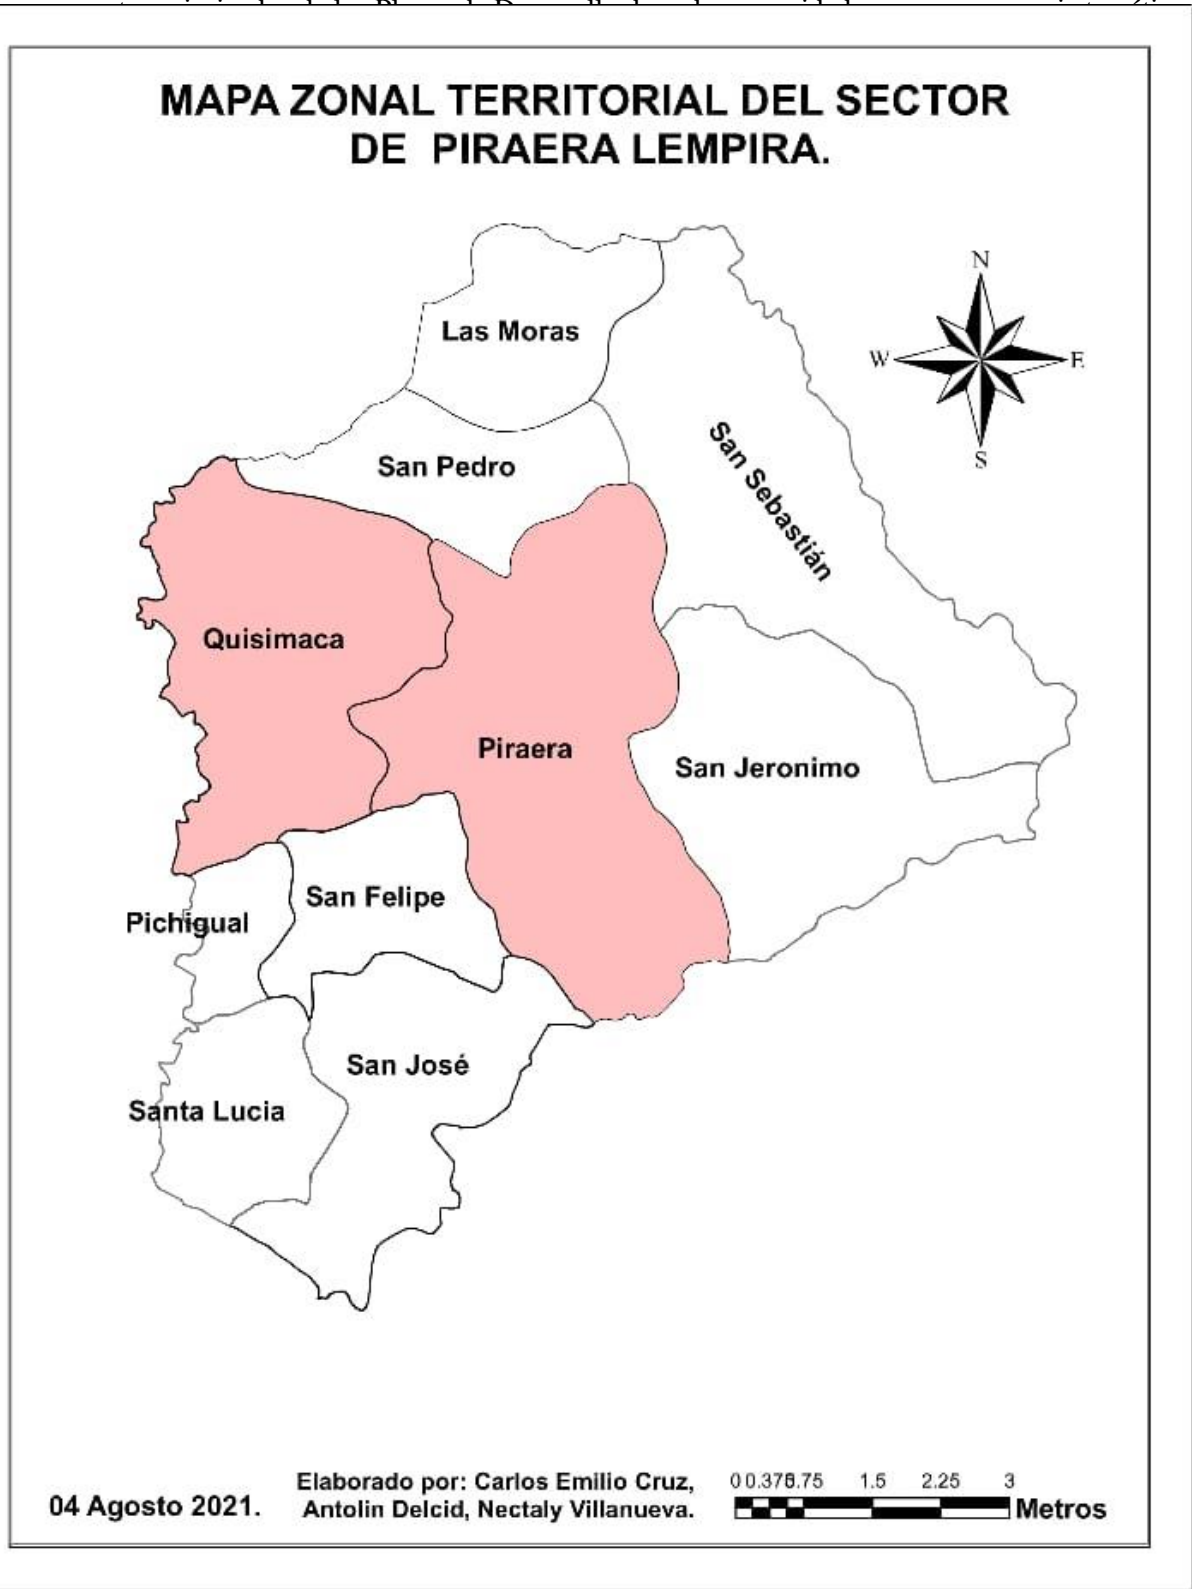 MAPA ZONAL TERRITORIAL DEL SECTOR
DE PIRAERA LEMPIRA.
N
W
E
S
Las Moras
San Pedro
San Sebastián
Quisimaca
Piraera
San Jeronimo
San Felipe
Pichigual
San José
Santa Lucia
04 Agosto 2021.
Elaborado por: Carlos Emilio Cruz,
Antolin Delcid, Nectaly Villanueva.
0 0.375 0.75 1.5 2.25 3
Metros